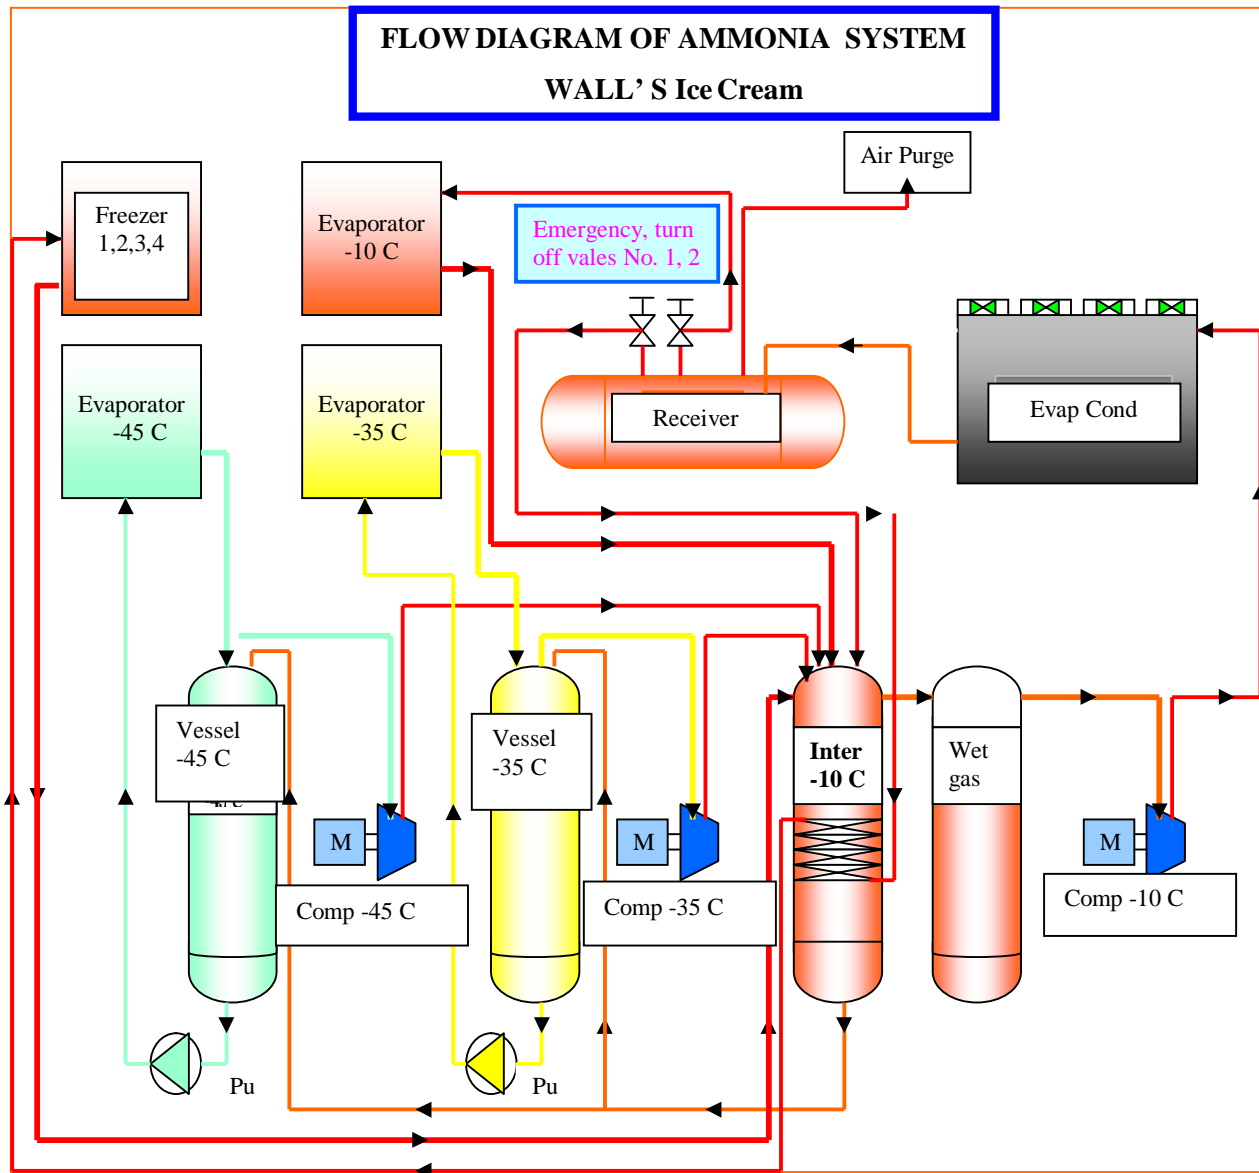 FLOW DIAGRAM OF AMMONIA SYSTEM
WALL' S Ice Cream
Air Purge
Freezer
1,2,3,4
Evaporator
-10 C
Emergency, turn
off vales No. 1, 2
Evaporator
-45 C
Evaporator
-35 C
Receiver
Evap Cond
Vessel
-45 C
Vessel
-35 C
Inter
-10 C
Wet
gas
M
M
M
Comp -45 C
Comp -35 C
Comp -10 C
Pu
Pu